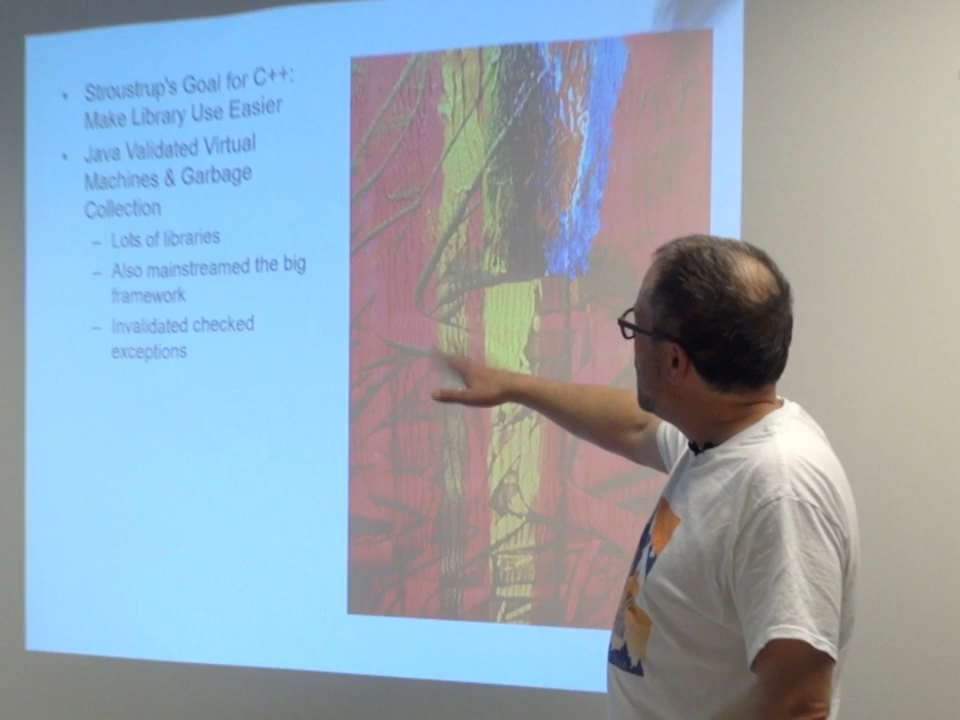 • Stroustrup's Goal for C++:
Make Library Use Easier
• Java Validated Virtual
Machines & Garbage
Collection
– Lots of libraries
– Also mainstreamed the big
framework
– Invalidated checked
exceptions